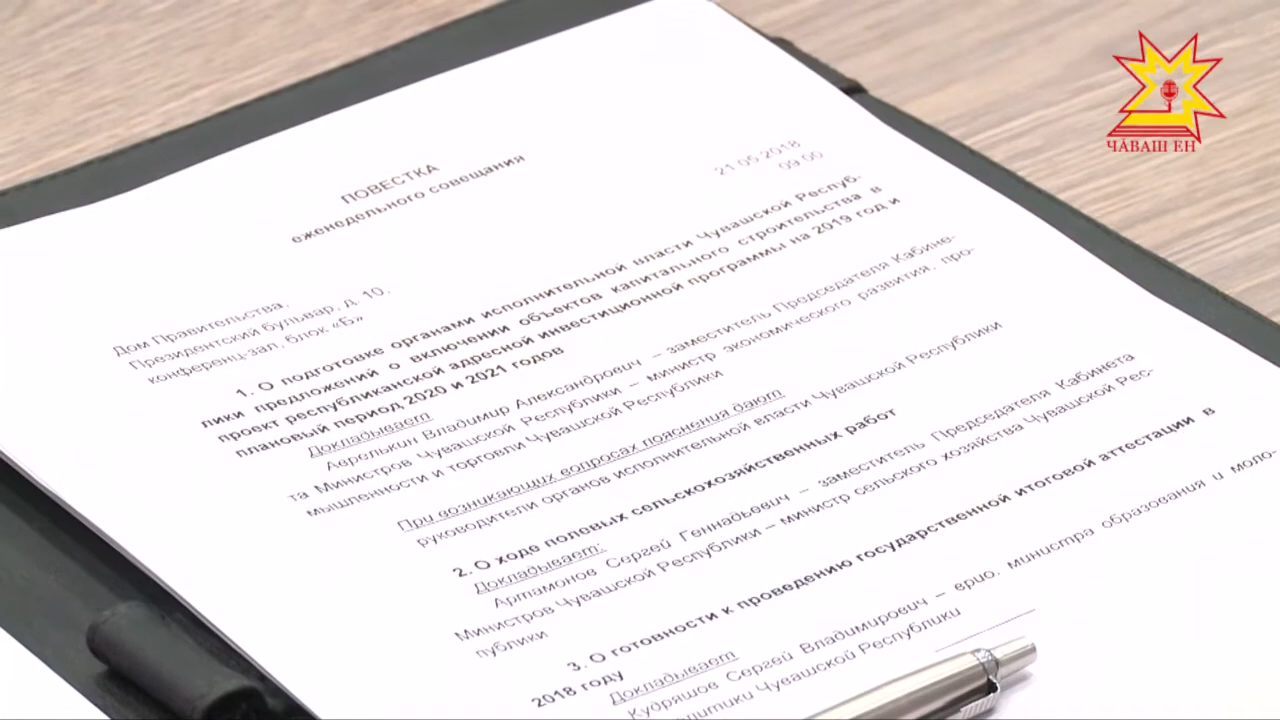 ЧӐВАШ ЕН
ПОВЕСТКА
еженедельного совещания
21.05.2018
09.00
Дом Правительства,
Президентский бульвар, д. 10,
конференц-зал, блок «Б»
1. О подготовке органами исполнительной власти Чувашской Респуб-
лики предложений о включении объектов капитального строительства в
проект республиканской адресной инвестиционной программы на 2019 год и
плановый период 2020 и 2021 годов
Докладывает
Аврелькин Владимир Александрович – заместитель Председателя Кабине-
та Министров Чувашской Республики – министр экономического развития, про-
мышленности и торговли Чувашской Республики
При возникающих вопросах пояснения дают
руководители органов исполнительной власти Чувашской Республики
2. О ходе полевых сельскохозяйственных работ
Докладывает:
Артамонов Сергей Геннадьевич – заместитель Председателя Кабинета
Министров Чувашской Республики – министр сельского хозяйства Чувашской Рес-
публики
3. О готовности к проведению государственной итоговой аттестации в
2018 году
Докладывает
Кудряшов Сергей Владимирович – врио. министра образования и моло-
политики Чувашской Республики